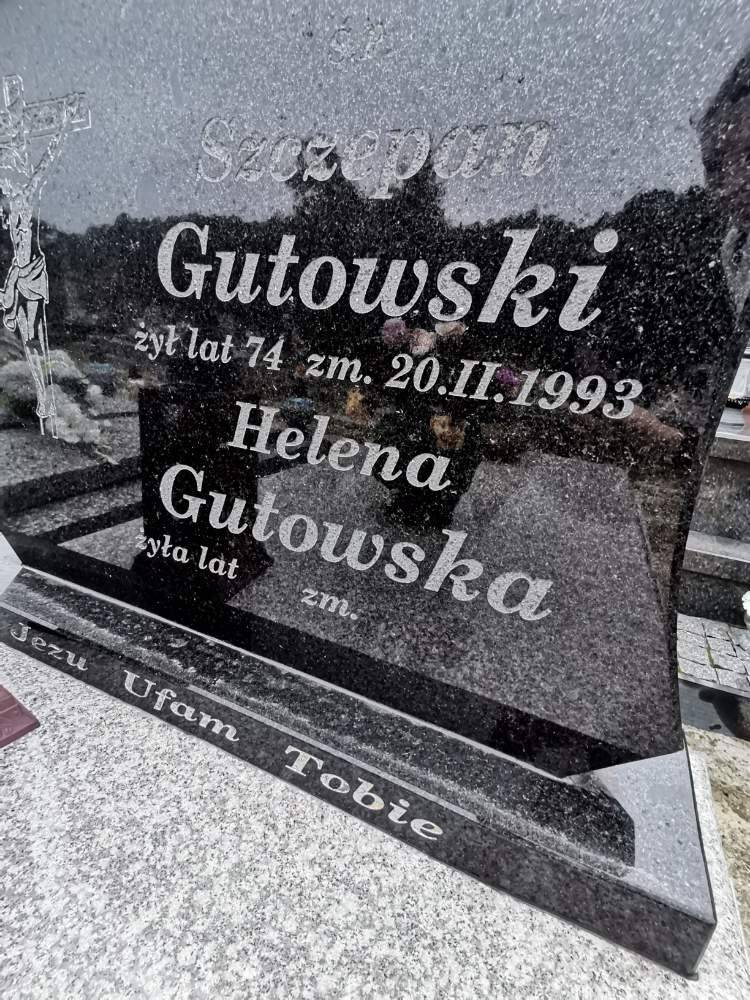 Ś.P.
Szczepan
Gutowski
żył lat 74 zm. 20.II.1993
Helena
Gutowska
żyła lat zm.
Jezu Ufam Tobie